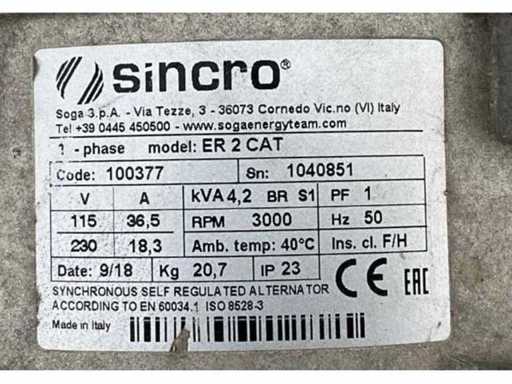 sincro®
Soga S.p.A. - Via Tezze, 3 - 36073 Cornedo Vic.no (VI) Italy
Tel +39 0445 450500 - www.sogaenergyteam.com
- phase model: ER 2 CAT
Code: 100377 Sn: 1040851
V A kVA 4,2 BR S1 PF 1
115 36,5 RPM 3000 Hz 50
230 18,3 Amb. temp: 40°C Ins. cl. F/H
Date: 9/18 Kg 20,7 IP 23 CE EAC
SYNCHRONOUS SELF REGULATED ALTERNATOR
ACCORDING TO EN 60034.1 ISO 8528-3
Made in Italy